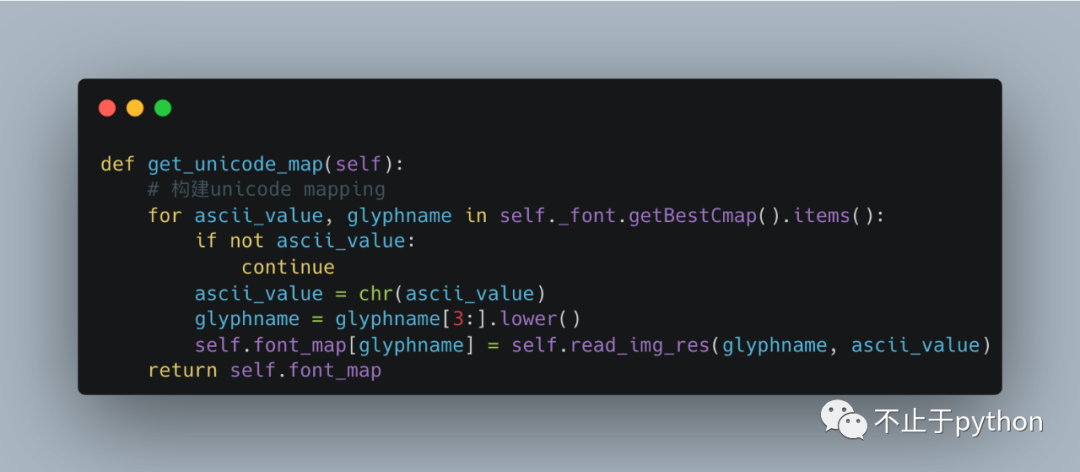 def get_unicode_map(self):
    # 构建unicode mapping
    for ascii_value, glyphname in self._font.getBestCmap().items():
        if not ascii_value:
            continue
        ascii_value = chr(ascii_value)
        glyphname = glyphname[3:].lower()
        self.font_map[glyphname] = self.read_img_res(glyphname, ascii_value)
    return self.font_map
不止于python